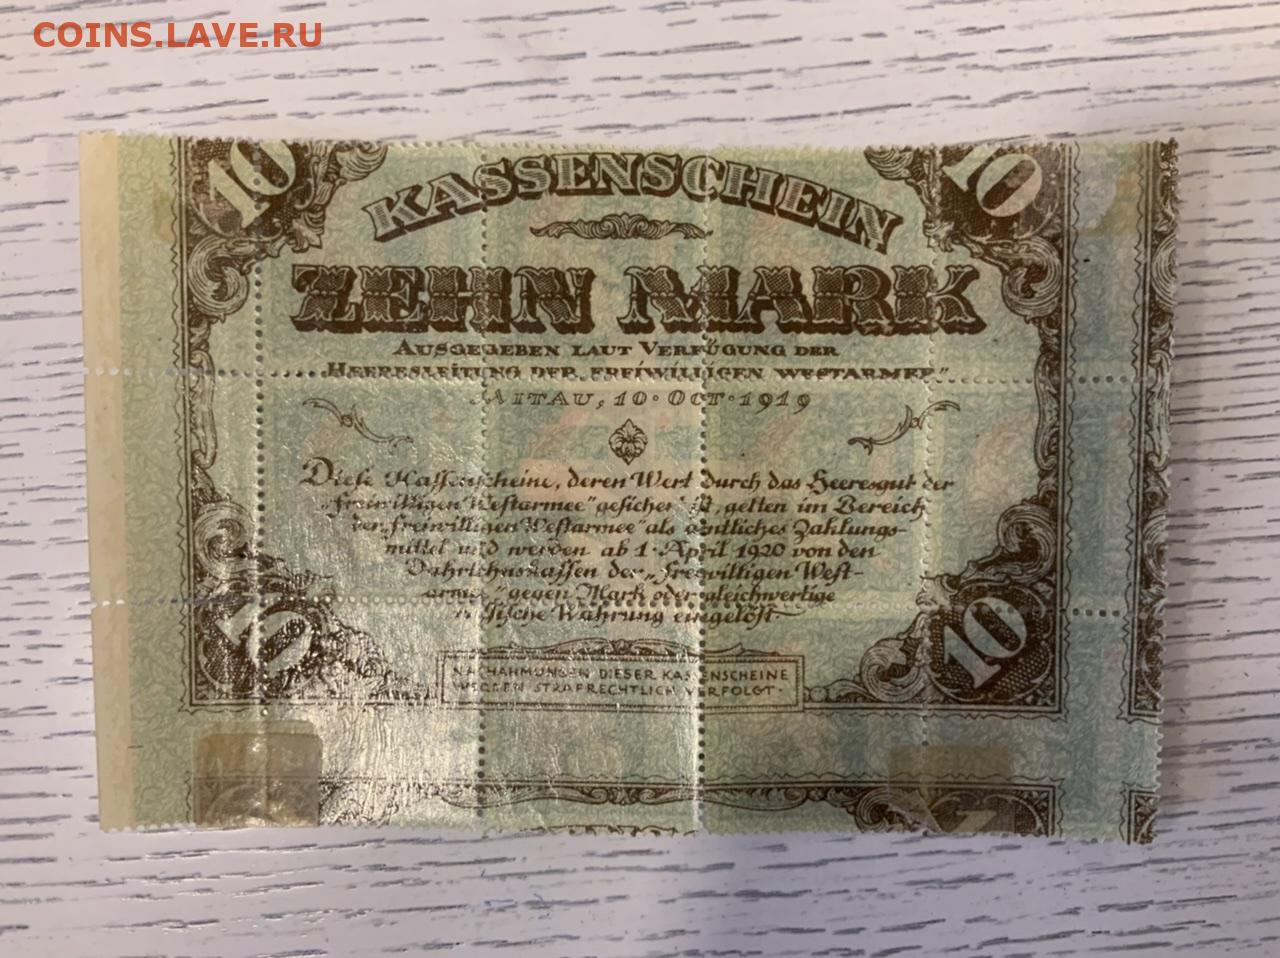 COINS.LAVE.RU
10 10
KASSENSCHEIN
ZEHN MARK
AUSGEGEBEN LAUT VERFÜGUNG DER
HEERESLEITUNG DER „FREIWILLIGEN WESTARMEE"
MITAU, 10·OCT·1919
Diese Kassenscheine, deren Wert durch das Heeresgut der
„Freiwilligen Westarmee" gesichert ist, gelten im Bereich
der „freiwilligen Westarmee" als amtliches Zahlungs-
mittel und werden ab 1·April 1920 von den
Dahrlehnskassen der „Freiwilligen West-
armee" gegen Mark oder gleichwertige
russische Währung eingelöst·
10 10
NACHAHMUNGEN DIESER KASSENSCHEINE
WERDEN STRAFRECHTLICH VERFOLGT·